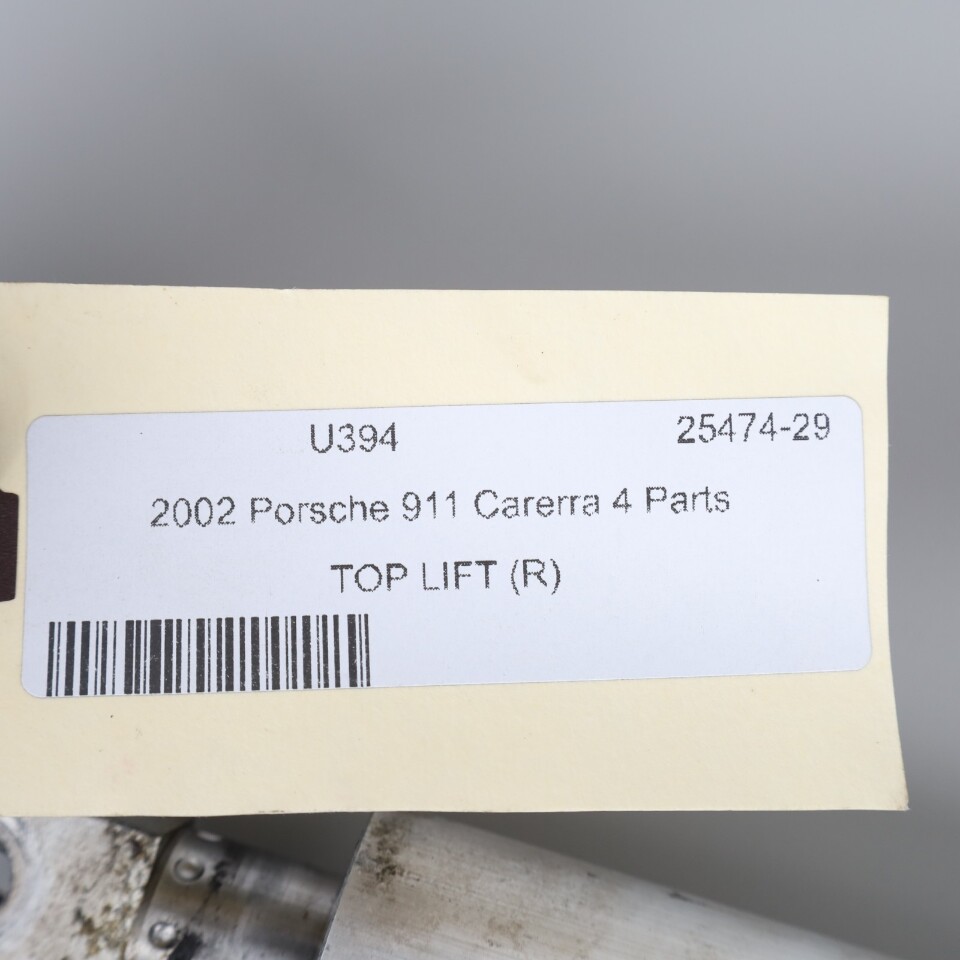 U394 25474-29
2002 Porsche 911 Carerra 4 Parts
TOP LIFT (R)